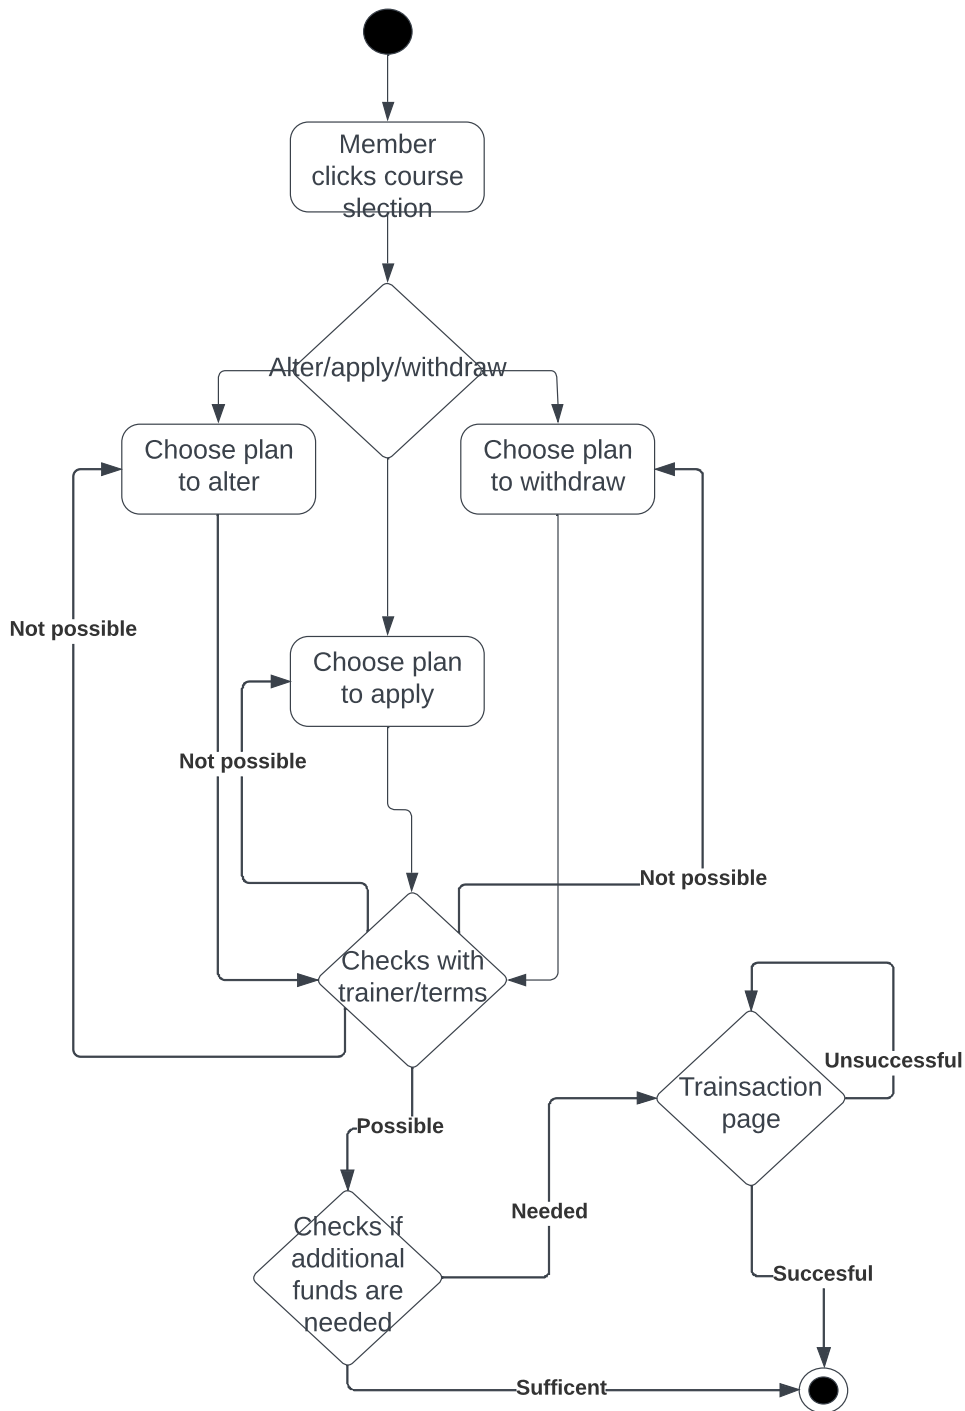 Member
clicks course
slection
Alter/apply/withdraw
Choose plan
to alter
Choose plan
to withdraw
Not possible
Choose plan
to apply
Not possible
Not possible
Checks with
trainer/terms
Unsuccessful
Trainsaction
page
Possible
Needed
Checks if
additional
funds are
needed
Succesful
Sufficent